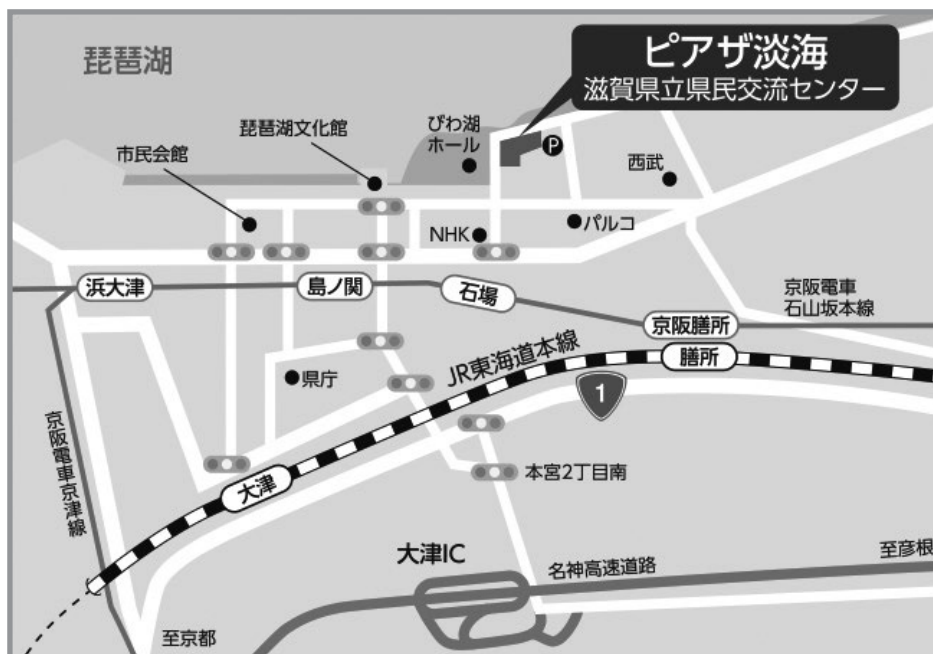 琵琶湖
ピアザ淡海
滋賀県立県民交流センター
琵琶湖文化館
びわ湖
ホール
市民会館
P
西武
NHK
パルコ
浜大津
島ノ関
石場
京阪電車
石山坂本線
京阪膳所
JR東海道本線
膳所
県庁
1
京阪電車京津線
大津
本宮2丁目南
大津IC
名神高速道路
至彦根
至京都